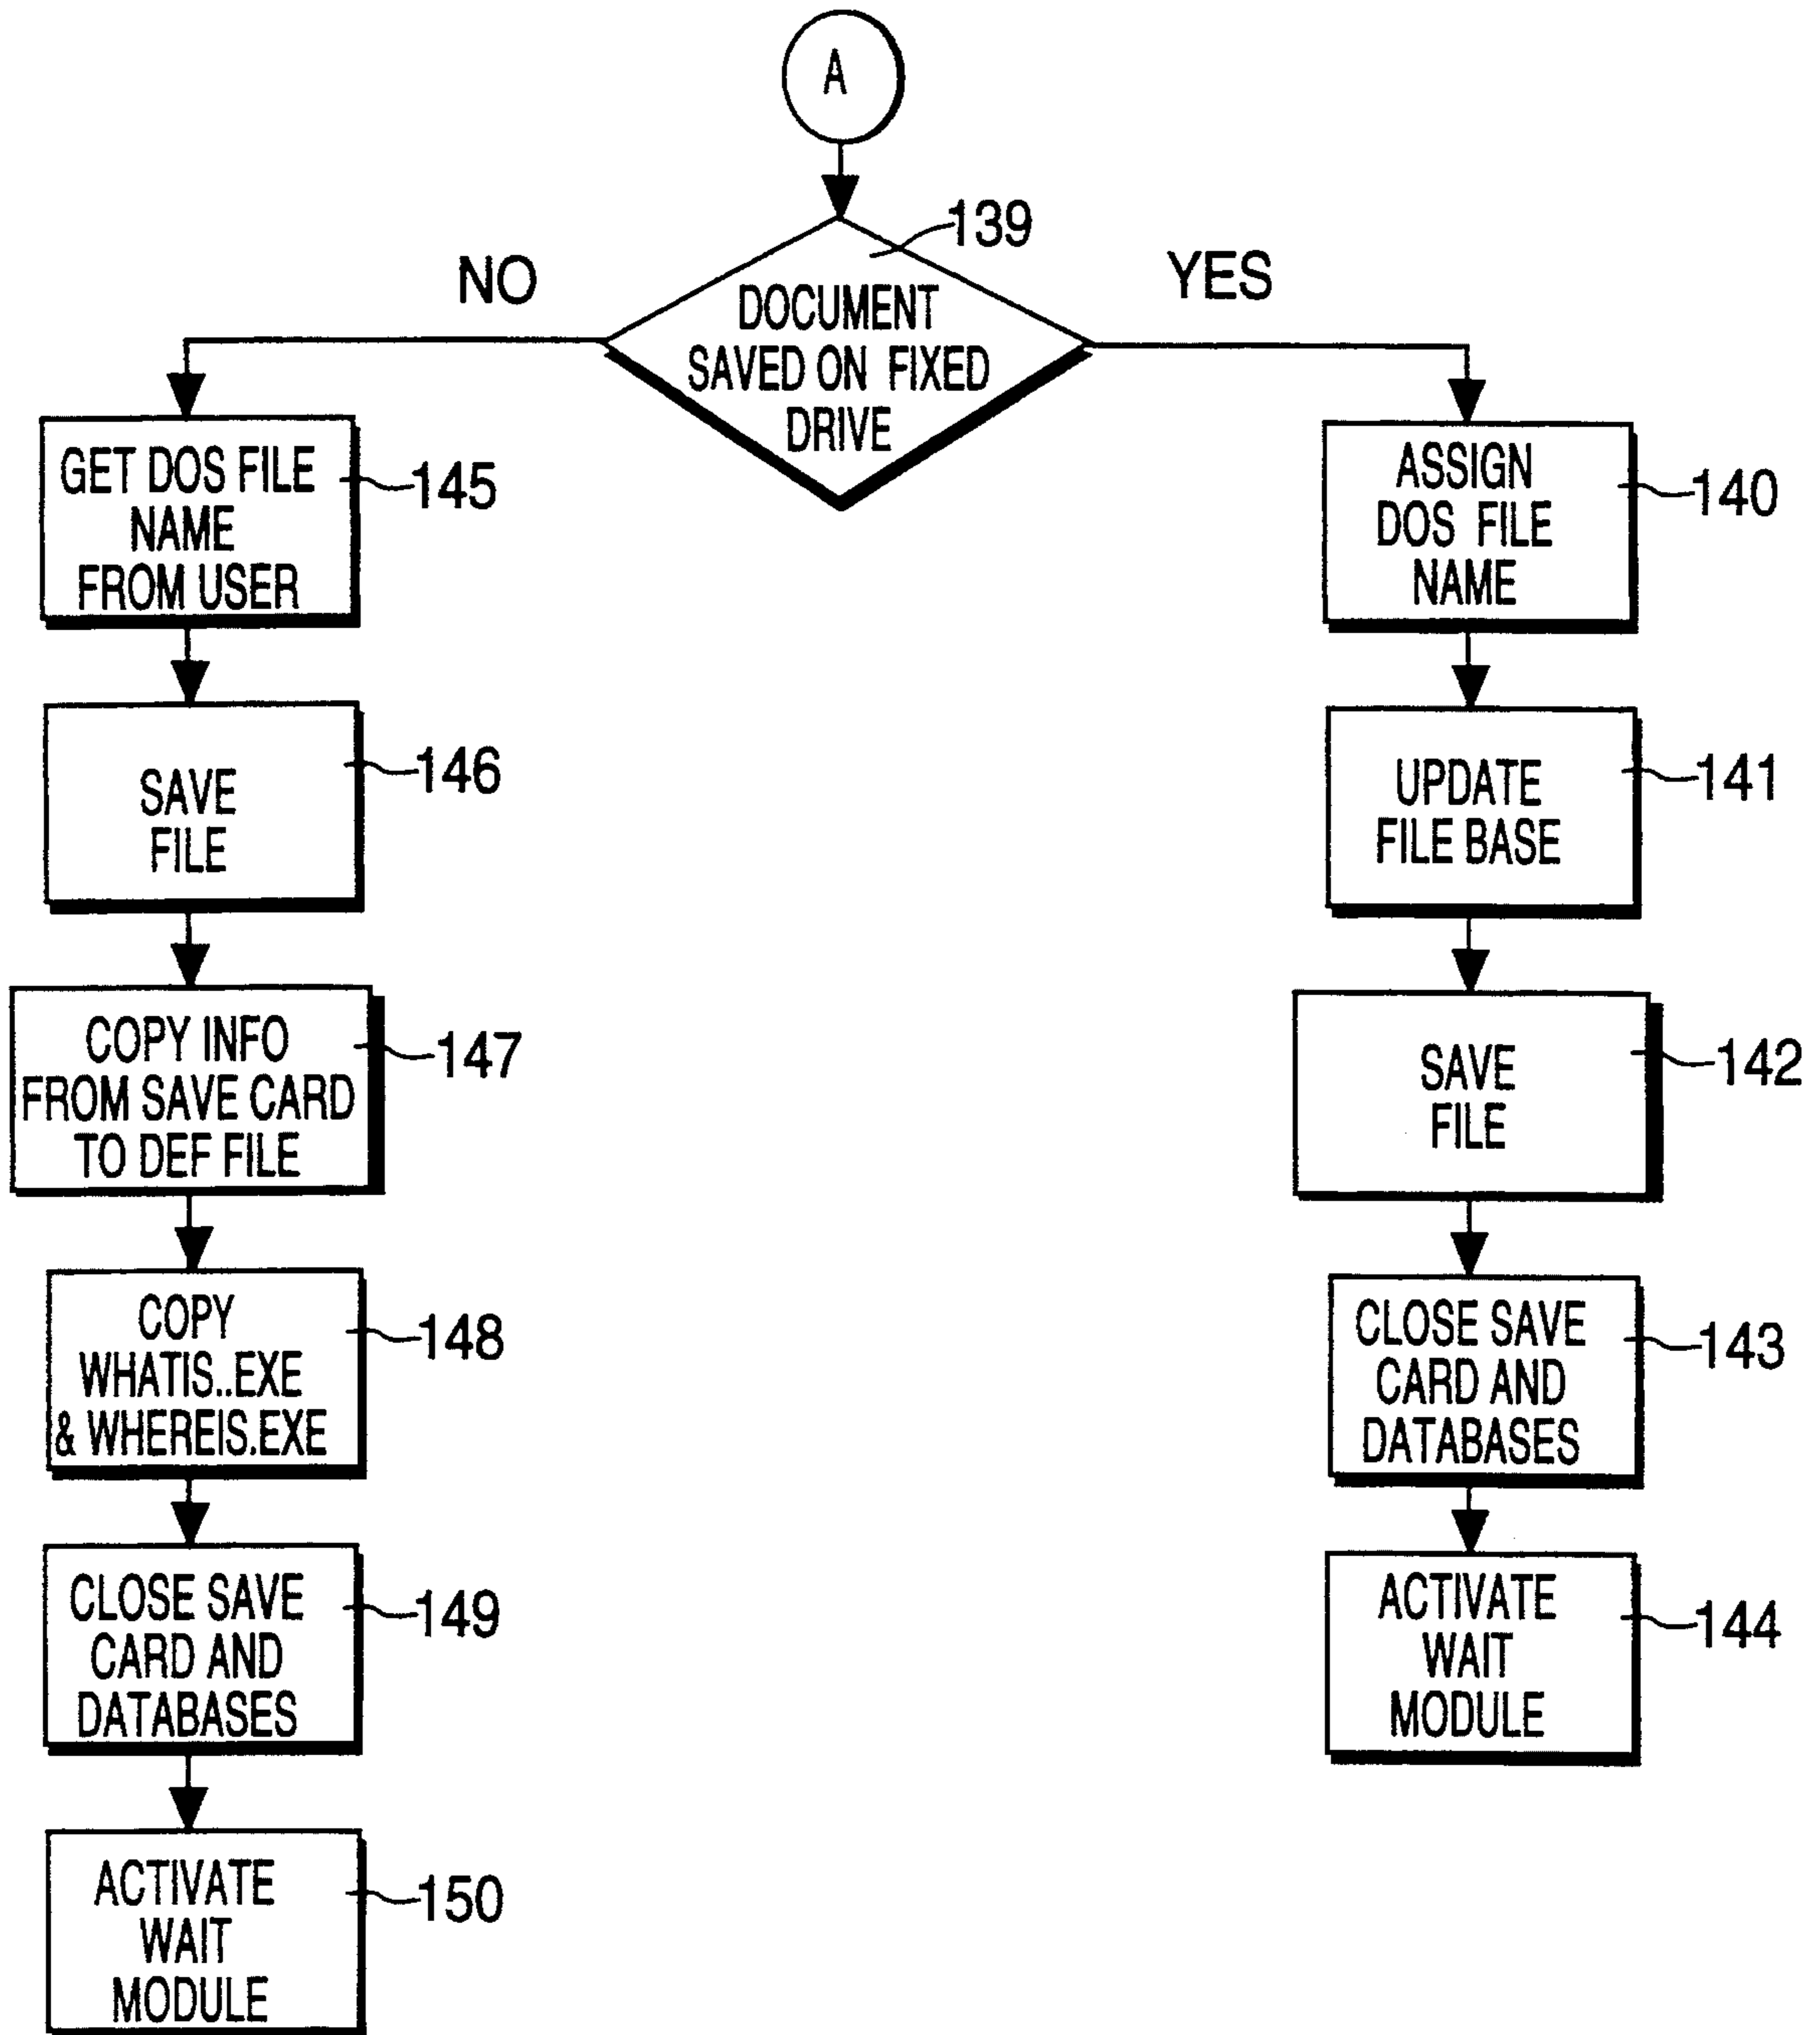 A
139
NO
YES
DOCUMENT
SAVED ON FIXED
DRIVE
GET DOS FILE
NAME
FROM USER
145
SAVE
FILE
146
COPY INFO
FROM SAVE CARD
TO DEF FILE
147
COPY
WHATIS..EXE
& WHEREIS.EXE
148
CLOSE SAVE
CARD AND
DATABASES
149
ACTIVATE
WAIT
MODULE
150
ASSIGN
DOS FILE
NAME
140
UPDATE
FILE BASE
141
SAVE
FILE
142
CLOSE SAVE
CARD AND
DATABASES
143
ACTIVATE
WAIT
MODULE
144